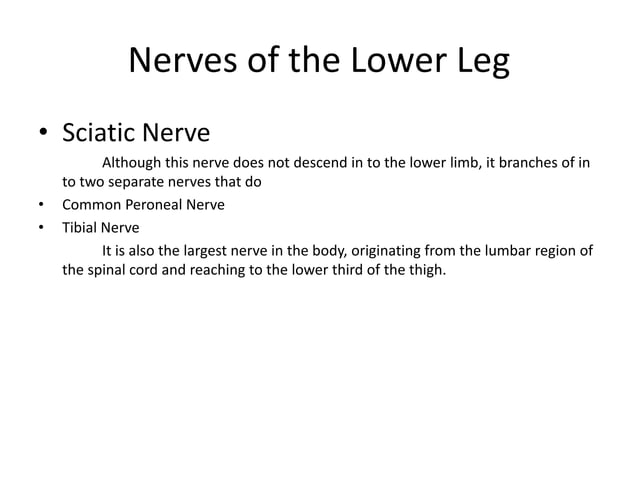 Nerves of the Lower Leg
• Sciatic Nerve
Although this nerve does not descend in to the lower limb, it branches of in
to two separate nerves that do
• Common Peroneal Nerve
• Tibial Nerve
It is also the largest nerve in the body, originating from the lumbar region of
the spinal cord and reaching to the lower third of the thigh.